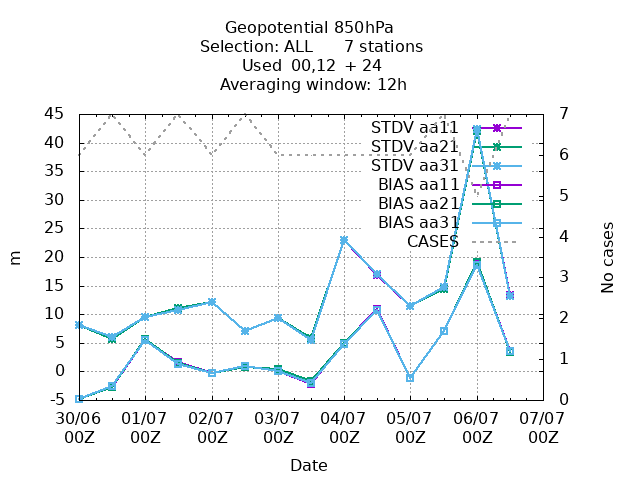 Geopotential 850hPa
Selection: ALL 7 stations
Used 00,12 + 24
Averaging window: 12h
45 7
40
35
30
25
20
15
10
5
0
-5
6
5
4
3
2
1
0
STDV aa11
STDV aa21
STDV aa31
BIAS aa11
BIAS aa21
BIAS aa31
CASES
m
No cases
30/06 01/07 02/07 03/07 04/07 05/07 06/07 07/07
00Z 00Z 00Z 00Z 00Z 00Z 00Z 00Z
Date